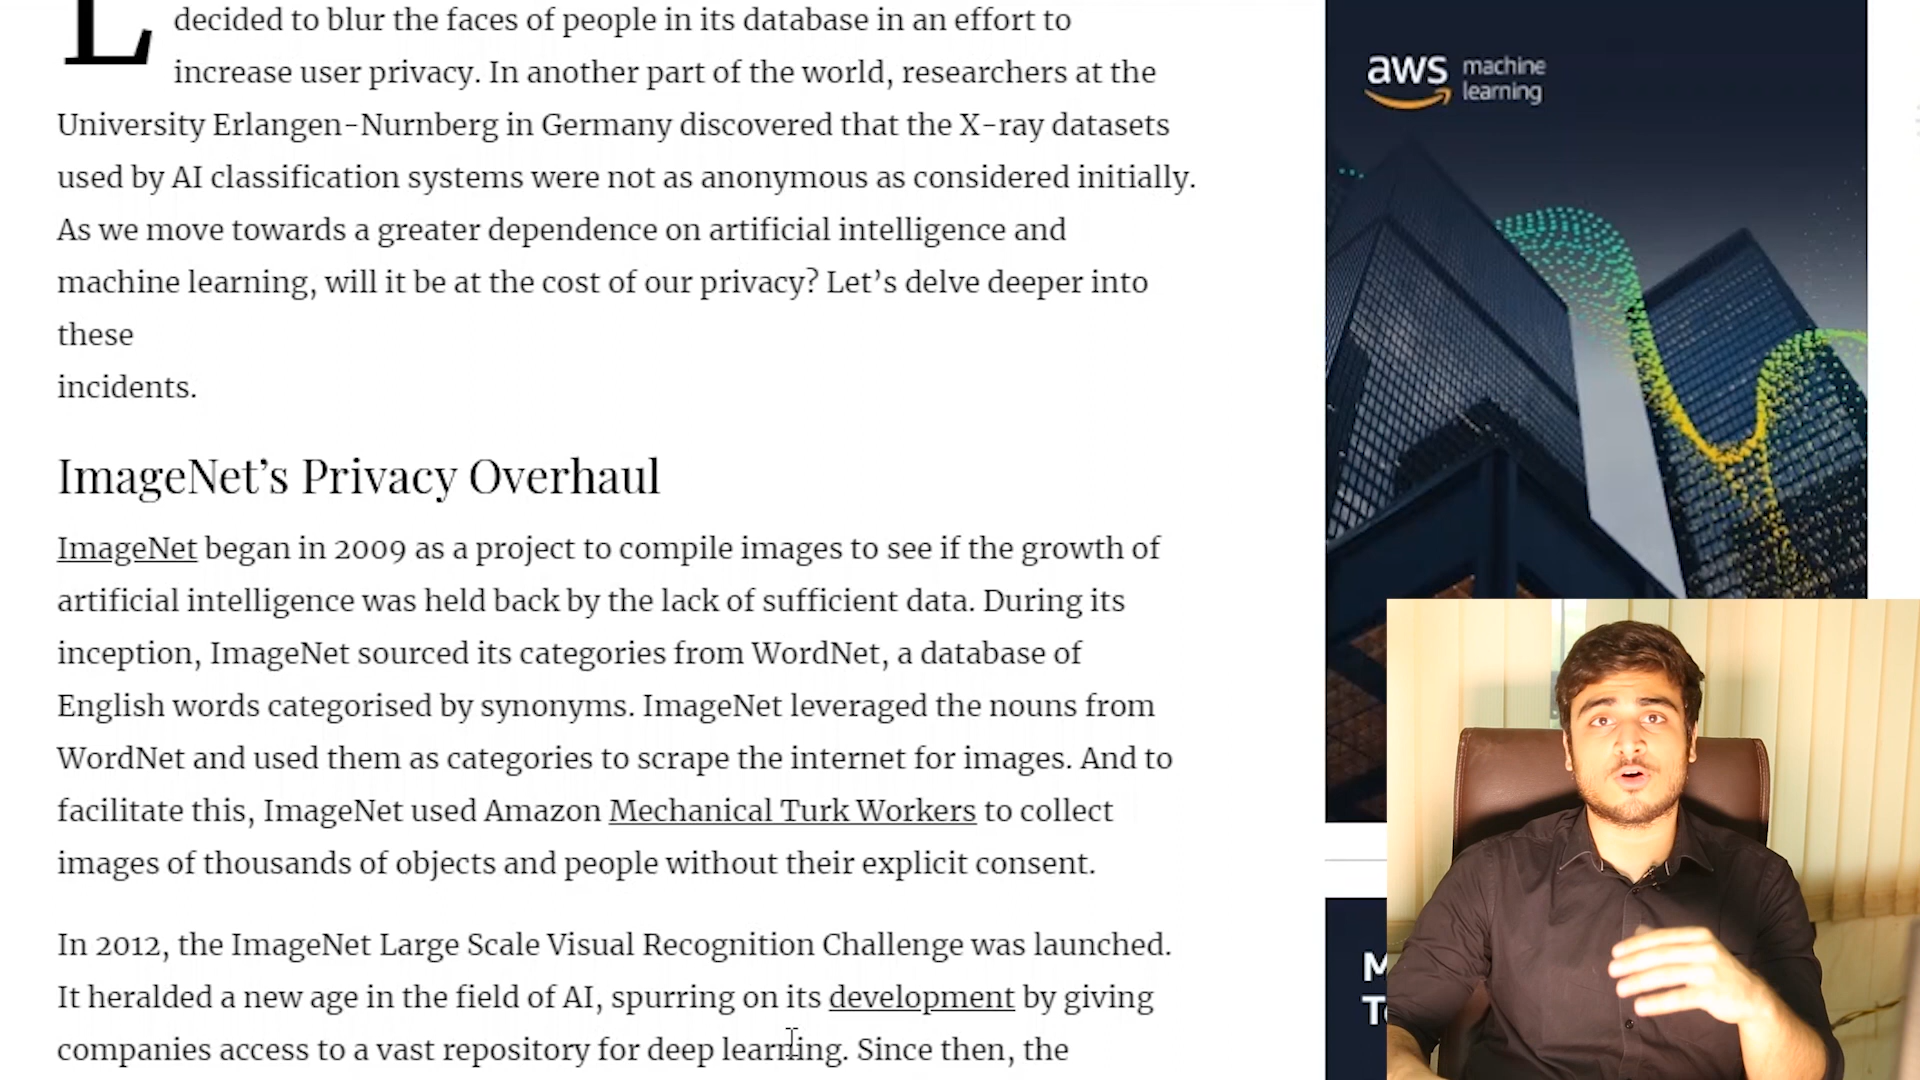 L
decided to blur the faces of people in its database in an effort to
increase user privacy. In another part of the world, researchers at the
University Erlangen-Nurnberg in Germany discovered that the X-ray datasets
used by AI classification systems were not as anonymous as considered initially.
As we move towards a greater dependence on artificial intelligence and
machine learning, will it be at the cost of our privacy? Let’s delve deeper into
these
incidents.
ImageNet’s Privacy Overhaul
ImageNet began in 2009 as a project to compile images to see if the growth of
artificial intelligence was held back by the lack of sufficient data. During its
inception, ImageNet sourced its categories from WordNet, a database of
English words categorised by synonyms. ImageNet leveraged the nouns from
WordNet and used them as categories to scrape the internet for images. And to
facilitate this, ImageNet used Amazon Mechanical Turk Workers to collect
images of thousands of objects and people without their explicit consent.
In 2012, the ImageNet Large Scale Visual Recognition Challenge was launched.
It heralded a new age in the field of AI, spurring on its development by giving
companies access to a vast repository for deep learning. Since then, the
aws machine
learning